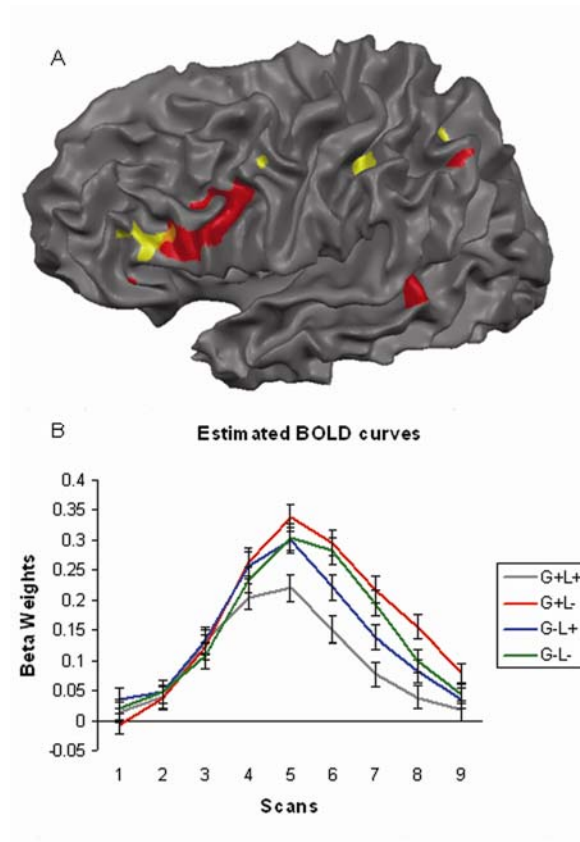 A
B
Estimated BOLD curves
0.4
0.35
0.3
0.25
0.2
0.15
0.1
0.05
0
-0.05
Beta Weights
1 2 3 4 5 6 7 8 9
Scans
G+L+
G+L-
G-L+
G-L-